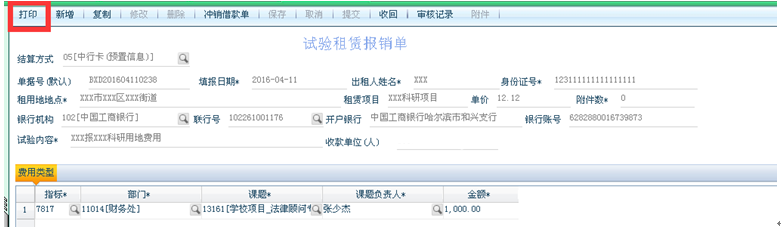 打印 新增 复制 修改 删除 冲销借款单 保存 取消 提交 收回 审核记录 附件
试验租赁报销单
结算方式 05[中行卡(预置信息)]
单据号(默认) BXD201604110238 填报日期* 2016-04-11 出租人姓名* XXX 身份证号* 123111111111111111
租用地地点* XXX市XXX区XXX街道 租赁项目 XXX科研项目 单价 12.12 附件数* 0
银行机构 102[中国工商银行] 联行号 102261001176 开户银行 中国工商银行哈尔滨市和兴支行 银行账号 6282880016739873
试验内容* XXX报XXX科研用地费用 收款单位(人)
费用类型
指标* 部门* 课题* 课题负责人* 金额*
1 7817 11014[财务处] 13161[学校项目_法律顾问 张少杰 1,000.00